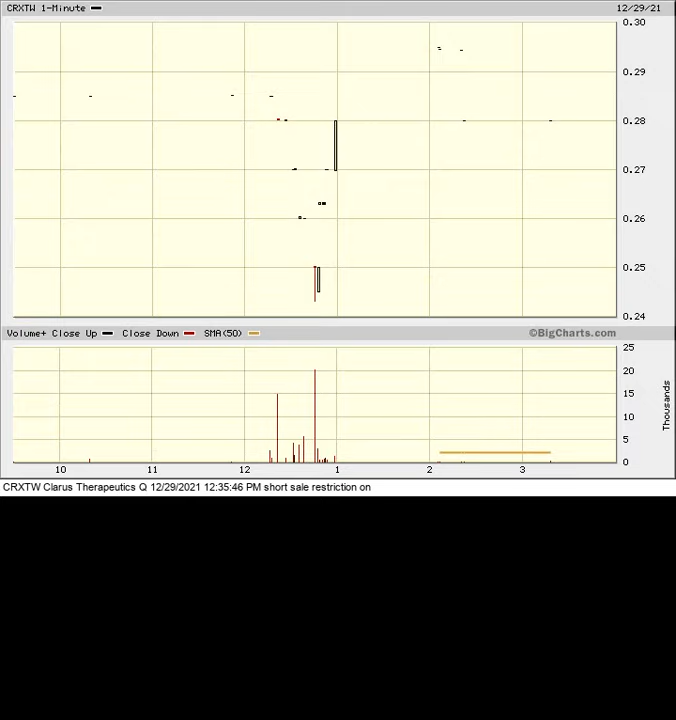 CRXTW 1-Minute 12/29/21
0.30
0.29
0.28
0.27
0.26
0.25
0.24
Volume+ Close Up Close Down SMA(50) ©BigCharts.com
25
20
15
10
5
0
Thousands
10 11 12 1 2 3
CRXTW Clarus Therapeutics Q 12/29/2021 12:35:46 PM short sale restriction on